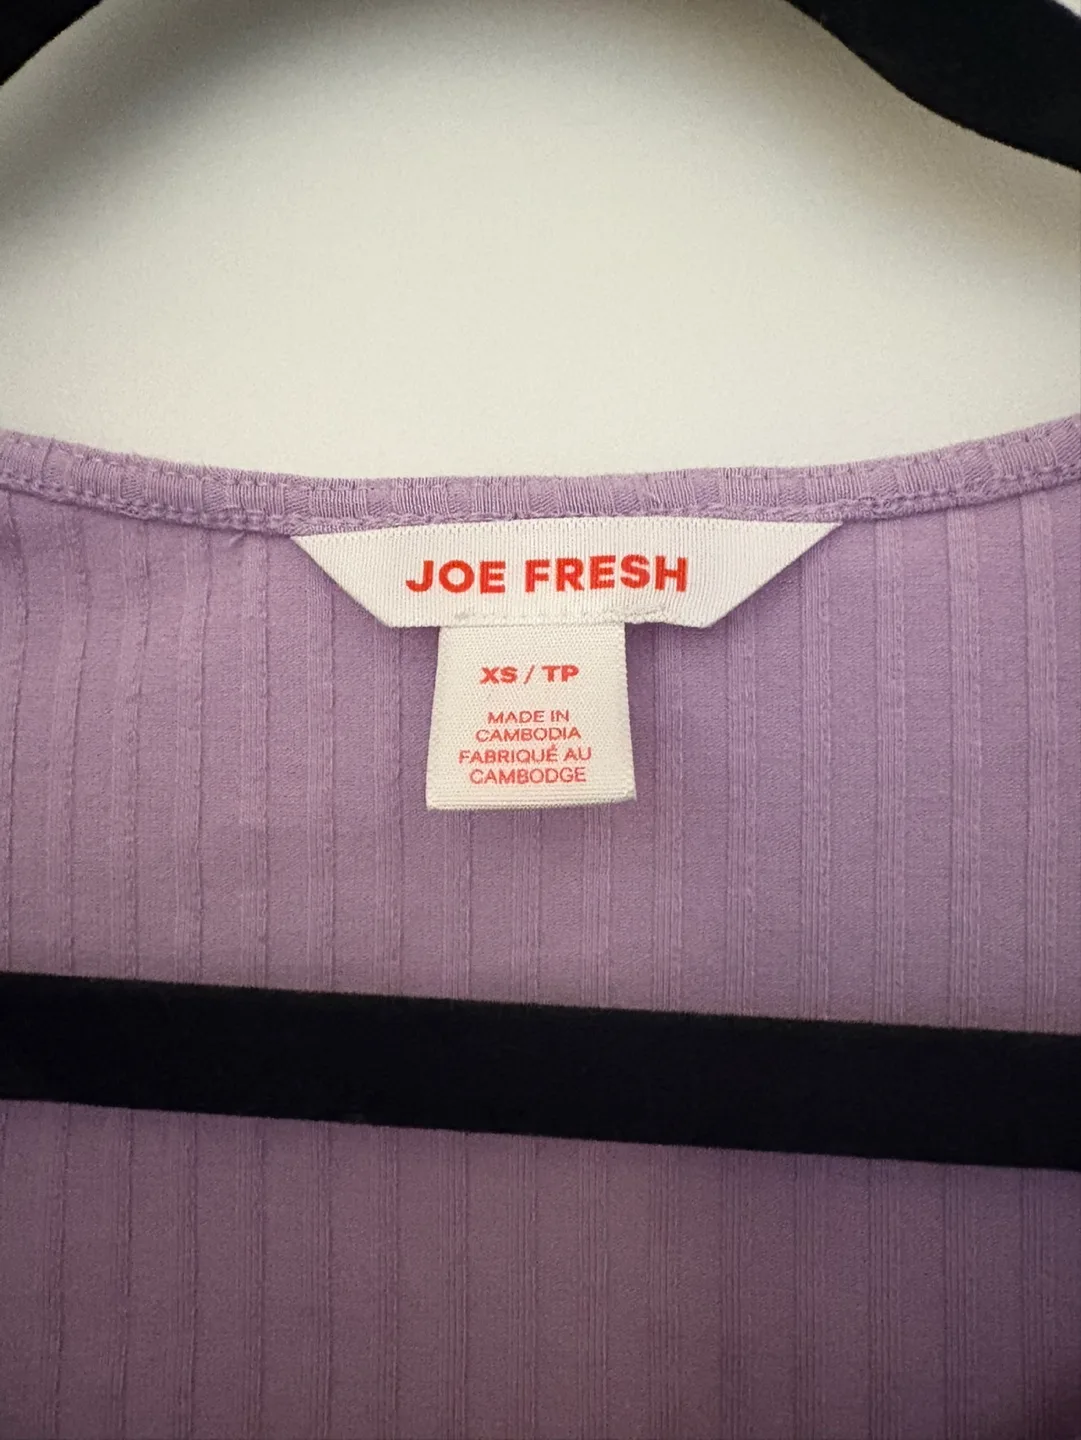 JOE FRESH
XS / TP
MADE IN
CAMBODIA
FABRIQUÉ AU
CAMBODGE